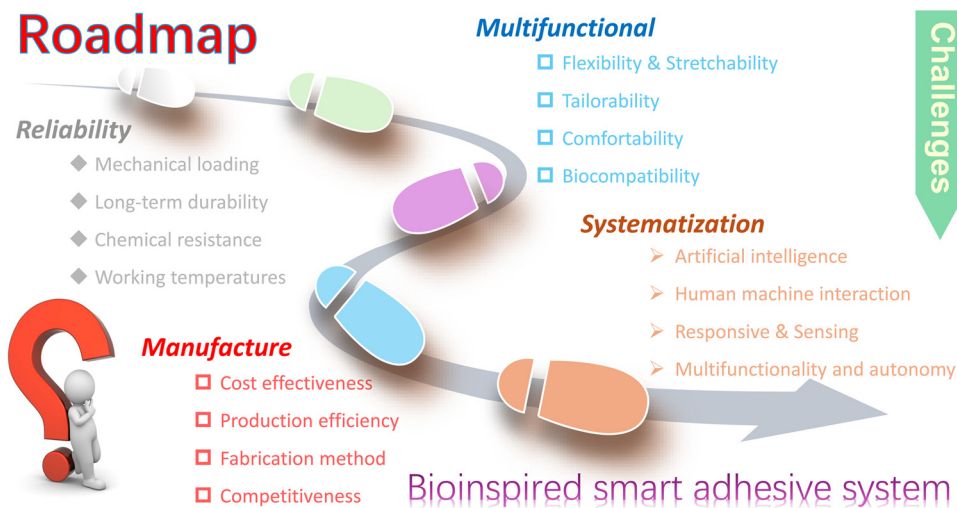 Roadmap
Multifunctional
Flexibility & Stretchability
Tailorability
Comfortability
Biocompatibility
Challenges
Reliability
Mechanical loading
Long-term durability
Chemical resistance
Working temperatures
Systematization
Artificial intelligence
Human machine interaction
Responsive & Sensing
Multifunctionality and autonomy
Manufacture
Cost effectiveness
Production efficiency
Fabrication method
Competitiveness
Bioinspired smart adhesive system